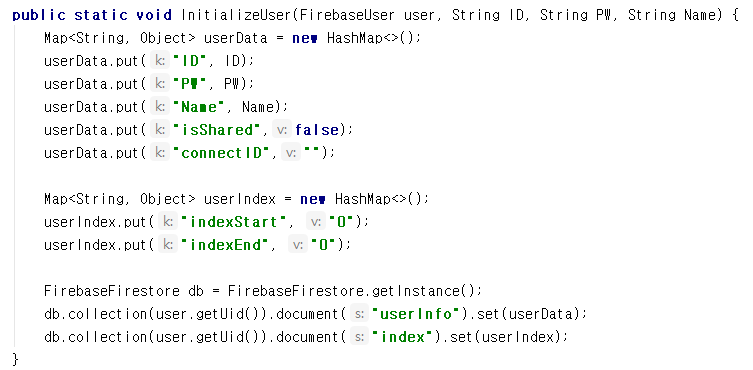 public static void InitializeUser(FirebaseUser user, String ID, String PW, String Name) {
    Map<String, Object> userData = new HashMap<>();
    userData.put( k: "ID", ID);
    userData.put( k: "PW", PW);
    userData.put( k: "Name", Name);
    userData.put( k: "isShared", v: false);
    userData.put( k: "connectID", v: "");

    Map<String, Object> userIndex = new HashMap<>();
    userIndex.put( k: "indexStart", v: "0");
    userIndex.put( k: "indexEnd", v: "0");

    FirebaseFirestore db = FirebaseFirestore.getInstance();
    db.collection(user.getUid()).document( s: "userInfo").set(userData);
    db.collection(user.getUid()).document( s: "index").set(userIndex);
}